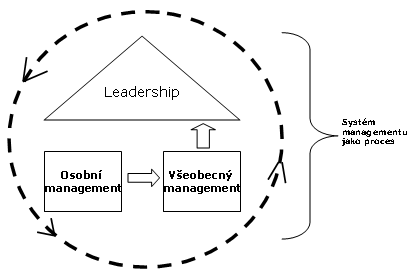 Leadership
Osobní
management
Všeobecný
management
Systém
managementu
jako proces